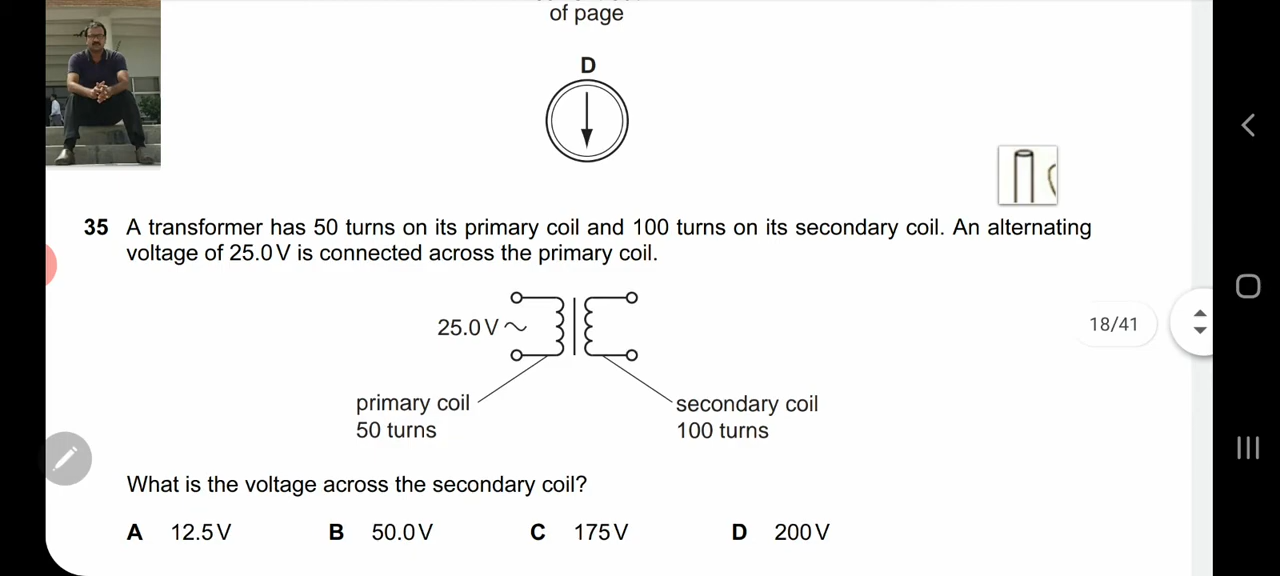 of page
D
35 A transformer has 50 turns on its primary coil and 100 turns on its secondary coil. An alternating
voltage of 25.0 V is connected across the primary coil.
25.0 V ~
18/41
primary coil
50 turns
secondary coil
100 turns
What is the voltage across the secondary coil?
A 12.5 V B 50.0 V C 175 V D 200 V